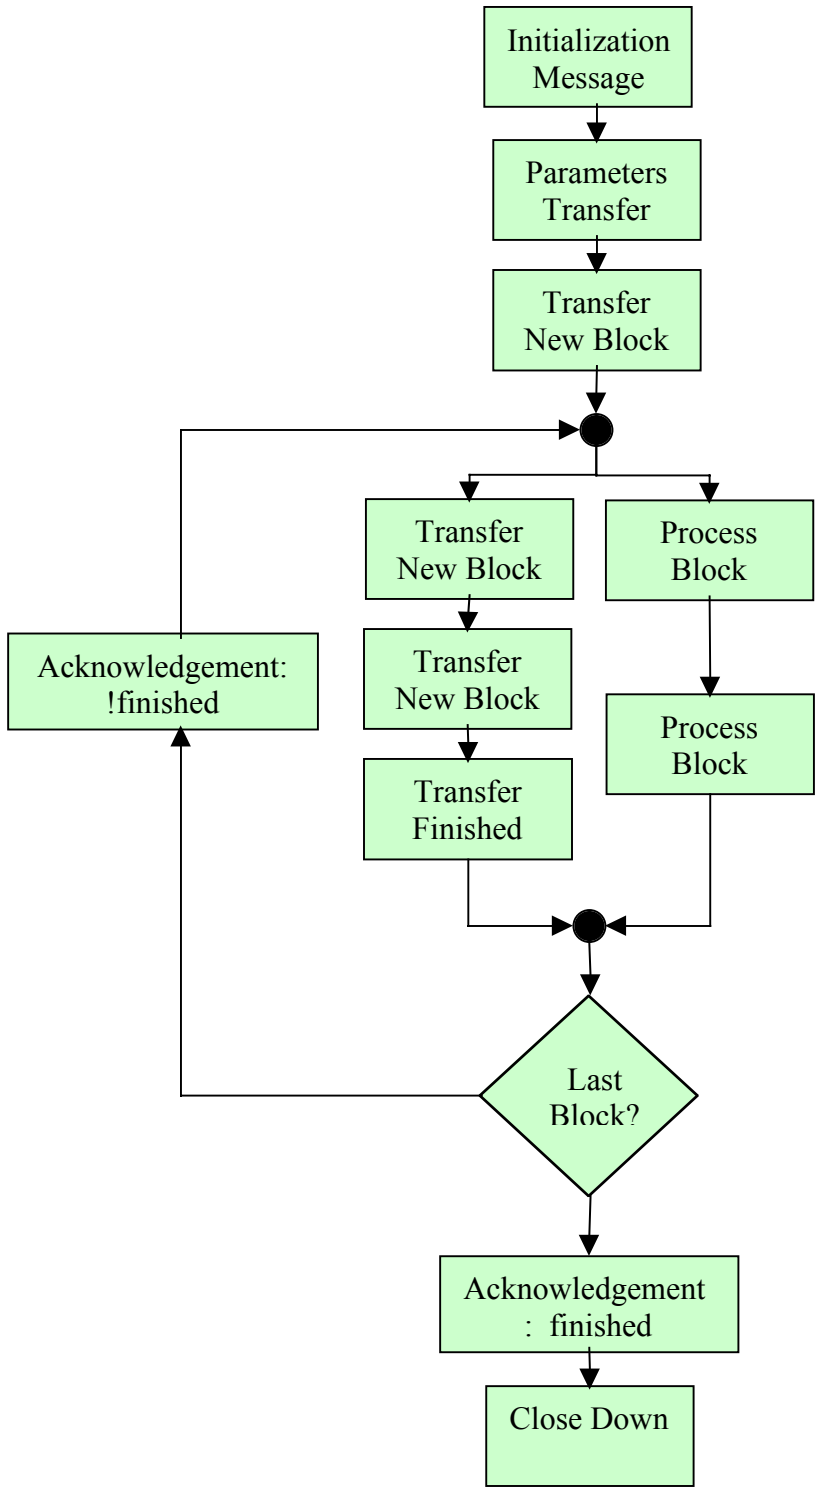 Initialization
Message
Parameters
Transfer
Transfer
New Block
Transfer
New Block
Process
Block
Transfer
New Block
Acknowledgement:
!finished
Process
Block
Transfer
Finished
Last
Block?
Acknowledgement
: finished
Close Down